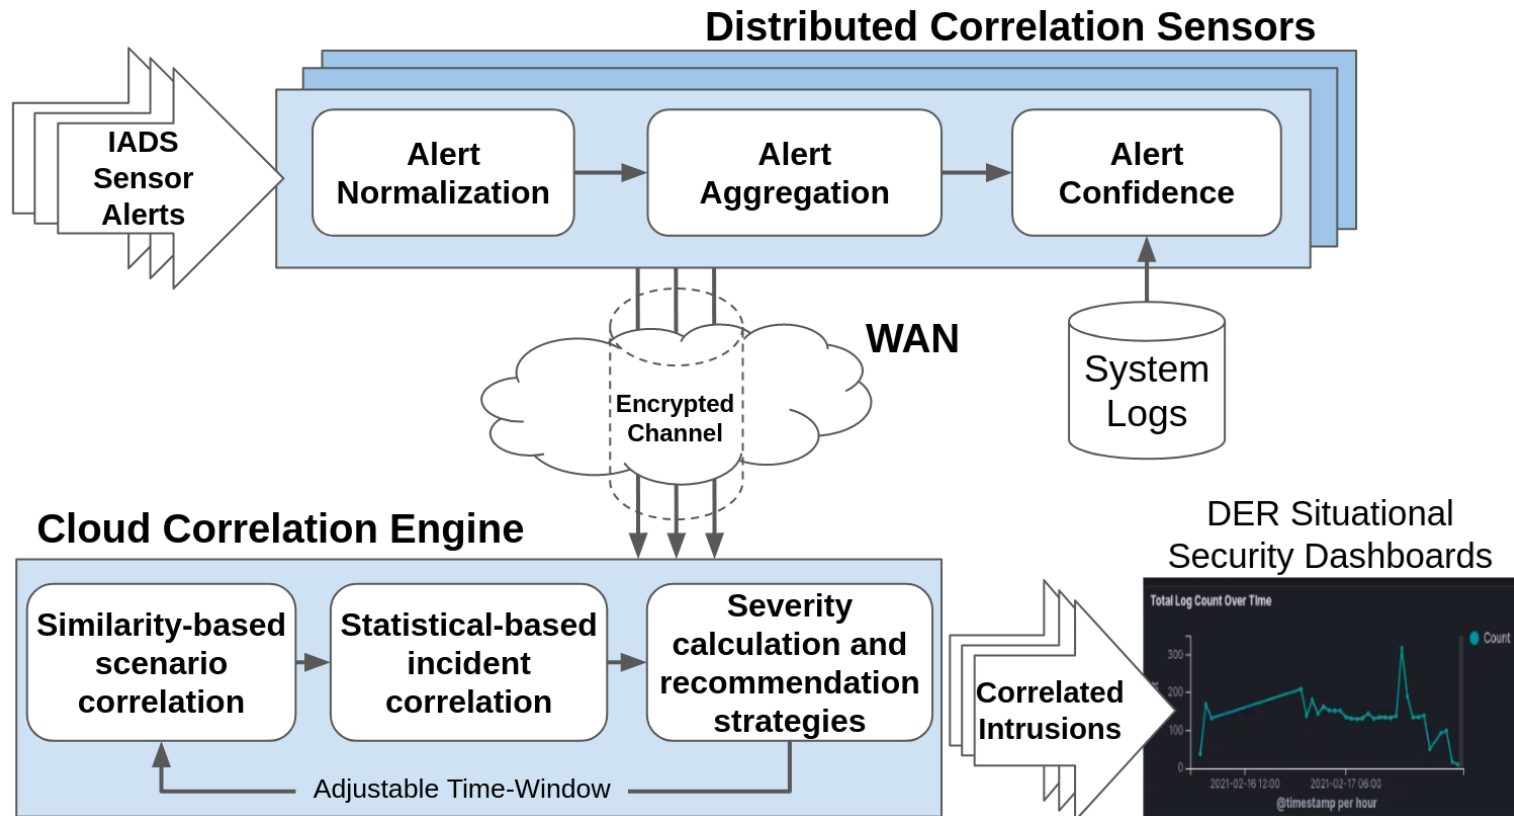 Distributed Correlation Sensors
IADS
Sensor
Alerts
Alert
Normalization
Alert
Aggregation
Alert
Confidence
WAN
Encrypted
Channel
System
Logs
Cloud Correlation Engine
Similarity-based
scenario
correlation
Statistical-based
incident
correlation
Severity
calculation and
recommendation
strategies
Adjustable Time-Window
Correlated
Intrusions
DER Situational
Security Dashboards
Total Log Count Over Time
Count
300
200
100
0
2021-02-16 12:00
2021-02-17 06:00
@timestamp per hour